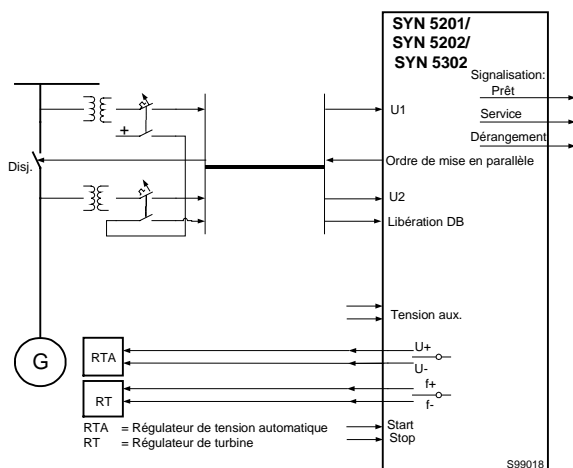 SYN 5201/
SYN 5202/
SYN 5302
Signalisation:
Prêt
Service
Dérangement
U1
+
Disj.
Ordre de mise en parallèle
U2
Libération DB
Tension aux.
G
RTA
U+
U-
RT
f+
f-
RTA = Régulateur de tension automatique
RT = Régulateur de turbine
Start
Stop
S99018